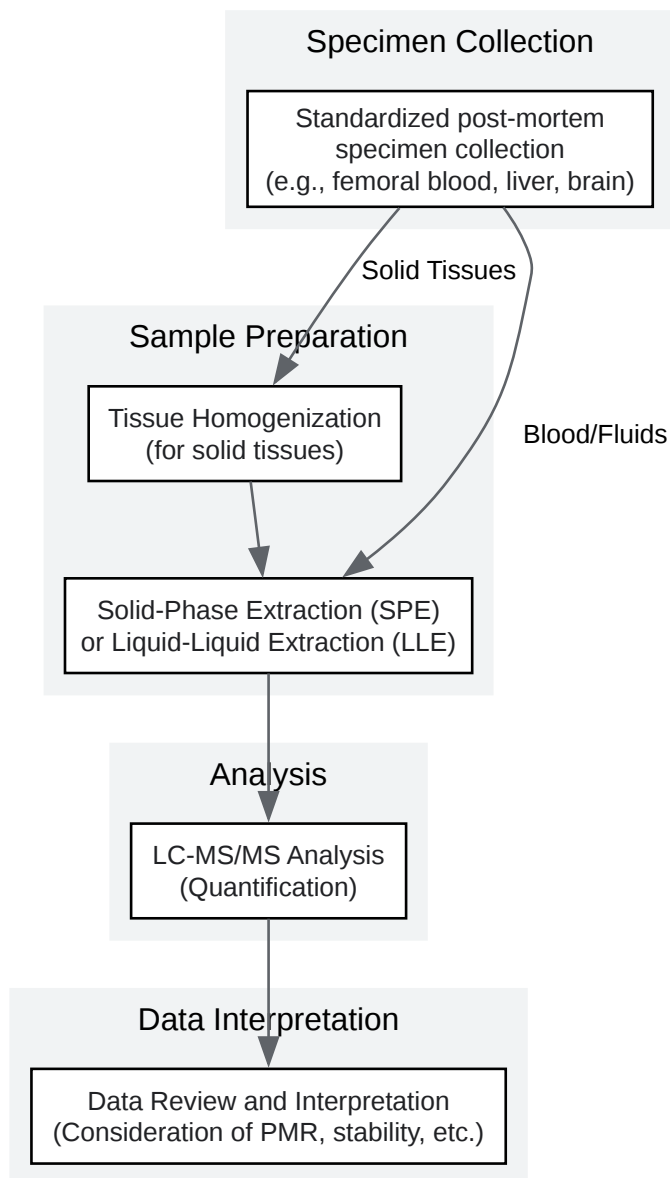 Specimen Collection
Standardized post-mortem
specimen collection
(e.g., femoral blood, liver, brain)
Solid Tissues
Sample Preparation
Tissue Homogenization
(for solid tissues)
Blood/Fluids
Solid-Phase Extraction (SPE)
or Liquid-Liquid Extraction (LLE)
Analysis
LC-MS/MS Analysis
(Quantification)
Data Interpretation
Data Review and Interpretation
(Consideration of PMR, stability, etc.)